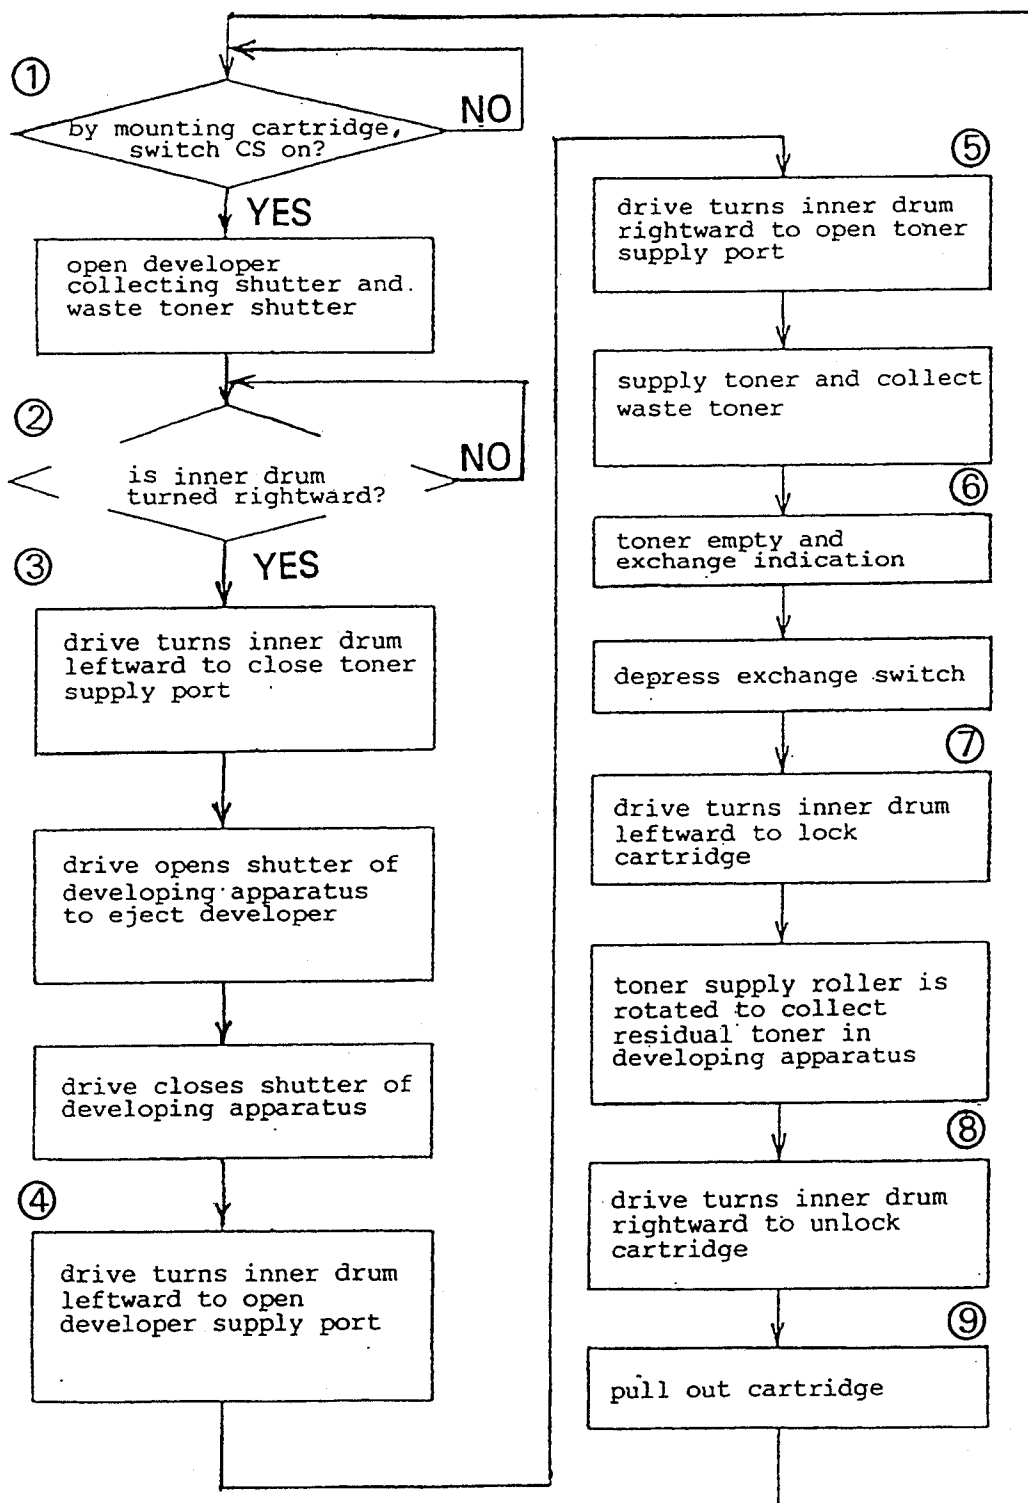 ①
by mounting cartridge,
switch CS on?
NO
YES
open developer
collecting shutter and.
waste toner shutter
②
is inner drum
turned rightward?
NO
YES
③
drive turns inner drum
leftward to close toner
supply port
drive opens shutter of
developing apparatus
to eject developer
drive closes shutter of
developing apparatus
④
drive turns inner drum
leftward to open
developer supply port
⑤
drive turns inner drum
rightward to open toner
supply port
supply toner and collect
waste toner
⑥
toner empty and
exchange indication
depress exchange switch
⑦
drive turns inner drum
leftward to lock
cartridge
toner supply roller is
rotated to collect
residual toner in
developing apparatus
⑧
drive turns inner drum
rightward to unlock
cartridge
⑨
pull out cartridge